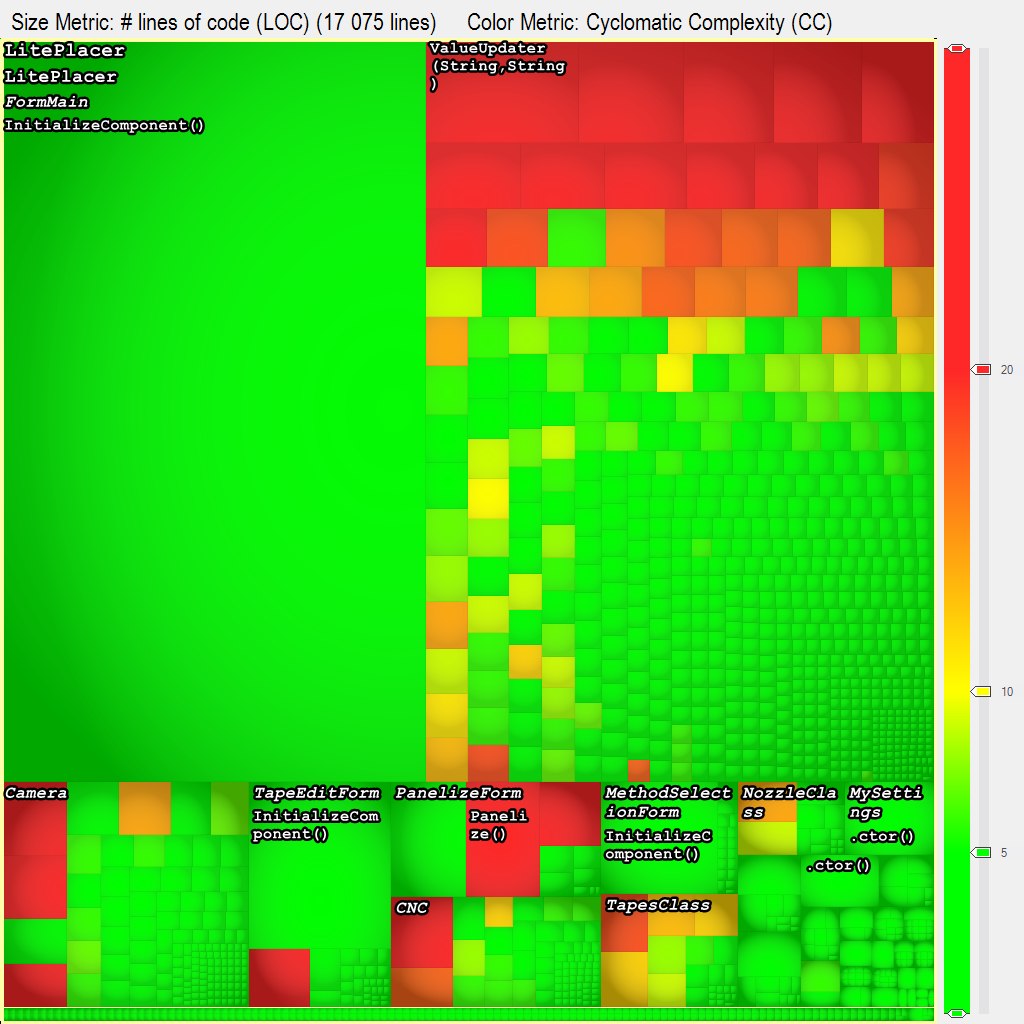 Size Metric: # lines of code (LOC) (17 075 lines)     Color Metric: Cyclomatic Complexity (CC)
LitePlacer
LitePlacer
FormMain
InitializeComponent()
ValueUpdater
(String,String
)
20
10
5
Camera
TapeEditForm
InitializeCom
ponent()
PanelizeForm
Paneli
ze()
CNC
MethodSelect
ionForm
InitializeC
omponent()
TapesClass
NozzleCla
ss
MySetti
ngs
.ctor()
.ctor()